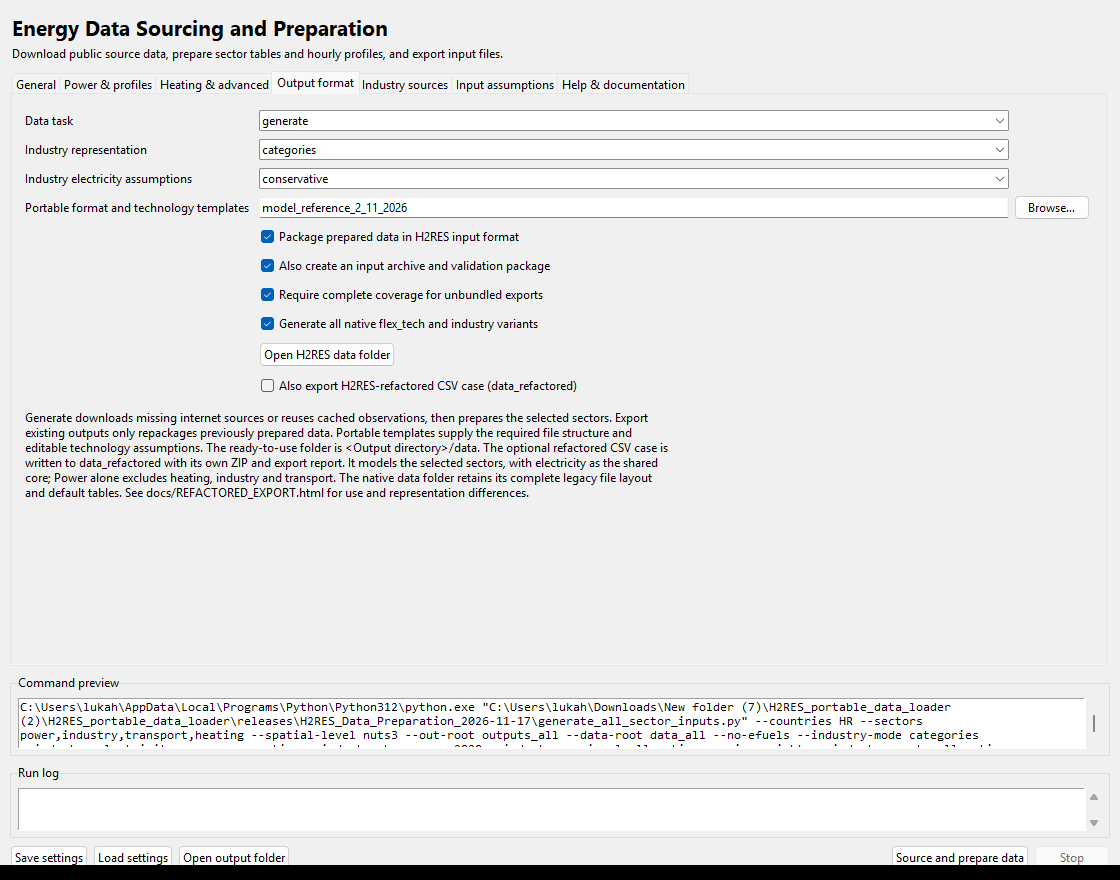 Energy Data Sourcing and Preparation
Download public source data, prepare sector tables and hourly profiles, and export input files.
General Power & profiles Heating & advanced Output format Industry sources Input assumptions Help & documentation
Data task generate
Industry representation categories
Industry electricity assumptions conservative
Portable format and technology templates model_reference_2_11_2026 Browse...
Package prepared data in H2RES input format
Also create an input archive and validation package
Require complete coverage for unbundled exports
Generate all native flex_tech and industry variants
Open H2RES data folder
Also export H2RES-refactored CSV case (data_refactored)
Generate downloads missing internet sources or reuses cached observations, then prepares the selected sectors. Export
existing outputs only repackages previously prepared data. Portable templates supply the required file structure and
editable technology assumptions. The ready-to-use folder is <Output directory>/data. The optional refactored CSV case is
written to data_refactored with its own ZIP and export report. It models the selected sectors, with electricity as the shared
core; Power alone excludes heating, industry and transport. The native data folder retains its complete legacy file layout
and default tables. See docs/REFACTORED_EXPORT.html for use and representation differences.
Command preview
C:\Users\lukah\AppData\Local\Programs\Python\Python312\python.exe "C:\Users\lukah\Downloads\New folder (7)\H2RES_portable_data_loader
(2)\H2RES_portable_data_loader\releases\H2RES_Data_Preparation_2026-11-17\generate_all_sector_inputs.py" --countries HR --sectors
power,industry,transport,heating --spatial-level nuts3 --out-root outputs_all --data-root data_all --no-efuels --industry-mode categories
Run log
Save settings Load settings Open output folder Source and prepare data Stop